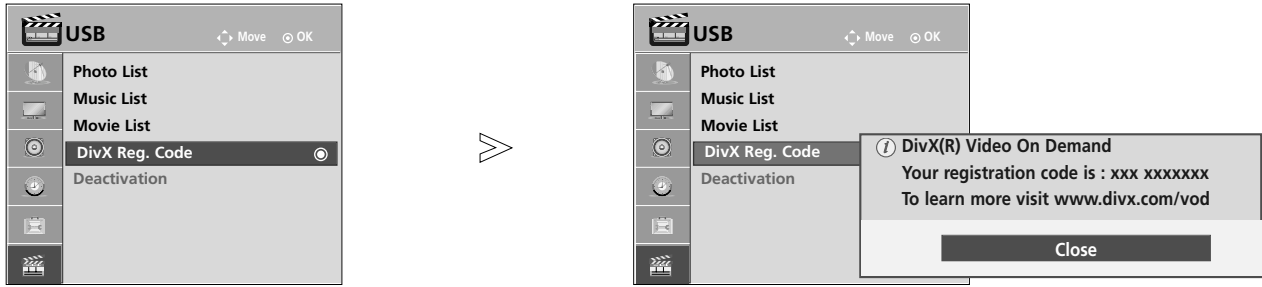 USB Move OK
Photo List
Music List
Movie List
DivX Reg. Code
Deactivation
USB Move OK
Photo List
Music List
Movie List
DivX Reg. Code
Deactivation
i DivX(R) Video On Demand
Your registration code is : xxx xxxxxxx
To learn more visit www.divx.com/vod
Close